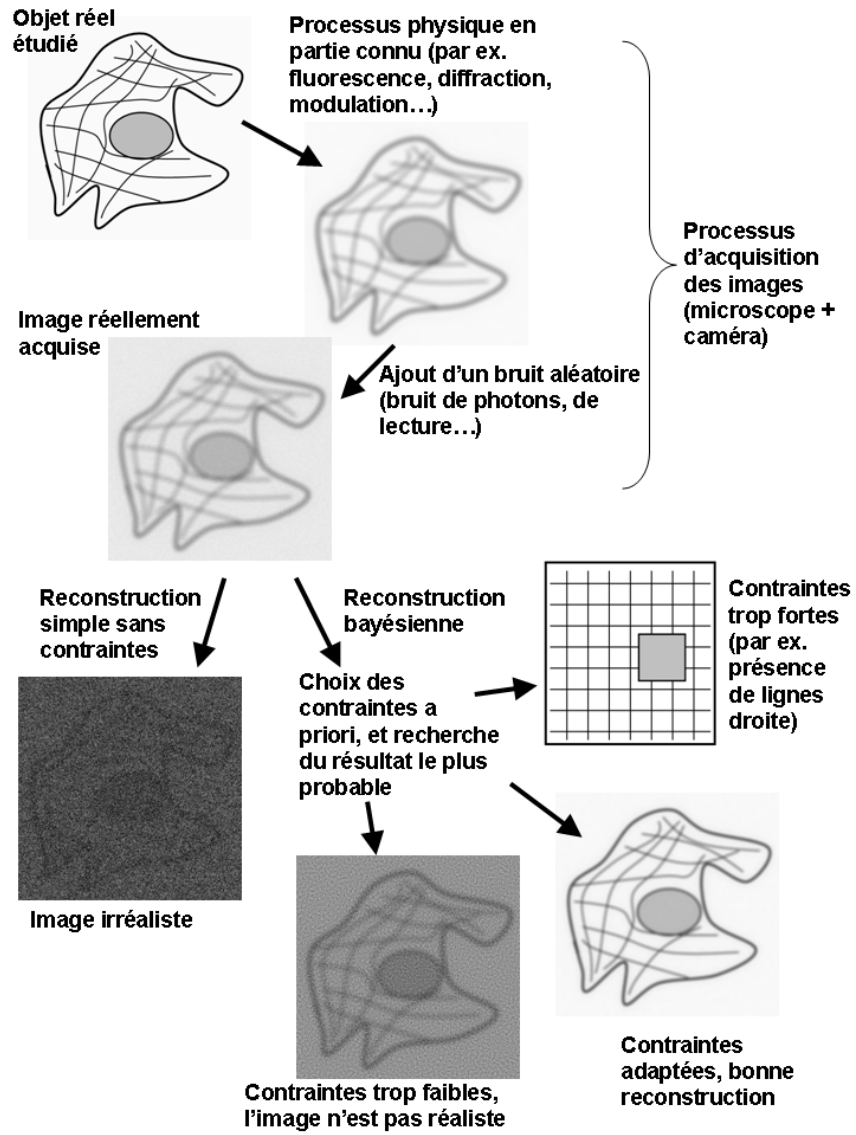 Objet réel
étudié
Processus physique en
partie connu (par ex.
fluorescence, diffraction,
modulation…)
Processus
d’acquisition
des images
(microscope +
caméra)
Image réellement
acquise
Ajout d’un bruit aléatoire
(bruit de photons, de
lecture…)
Reconstruction
simple sans
contraintes
Reconstruction
bayésienne
Contraintes
trop fortes
(par ex.
présence
de lignes
droite)
Choix des
contraintes a
priori, et recherche
du résultat le plus
probable
Image irréaliste
Contraintes trop faibles,
l’image n’est pas réaliste
Contraintes
adaptées, bonne
reconstruction